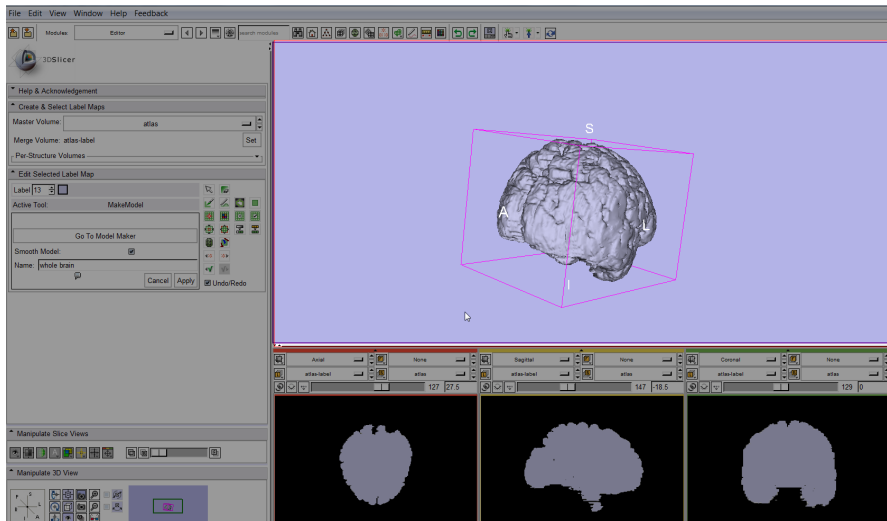 File Edit View Window Help Feedback
Modules: Editor search modules
3DSlicer
Help & Acknowledgement
Create & Select Label Maps
Master Volume: atlas
Merge Volume: atlas-label Set
Per-Structure Volumes
Edit Selected Label Map
Label 13
Active Tool: MakeModel
Go To Model Maker
Smooth Model:
Name: whole brain
Cancel Apply
Undo/Redo
S
A
L
I
Axial None Sagittal None Coronal None
atlas-label atlas atlas-label atlas atlas-label atlas
127 27.5 147 -18.5 129 0
Manipulate Slice Views
Manipulate 3D View